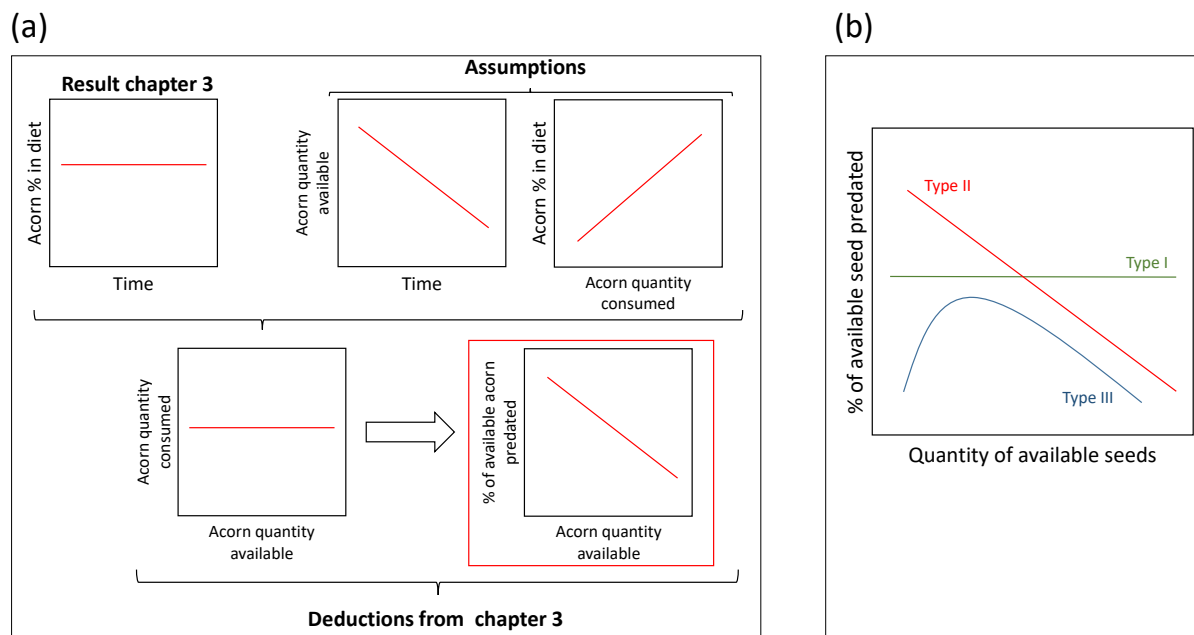 (a)
Result chapter 3
Acorn % in diet
Time
Assumptions
Acorn quantity
available
Time
Acorn % in diet
Acorn quantity
consumed
Acorn quantity
consumed
Acorn quantity
available
% of available acorn
predated
Acorn quantity
available
Deductions from chapter 3
(b)
% of available seed predated
Type II
Type I
Type III
Quantity of available seeds